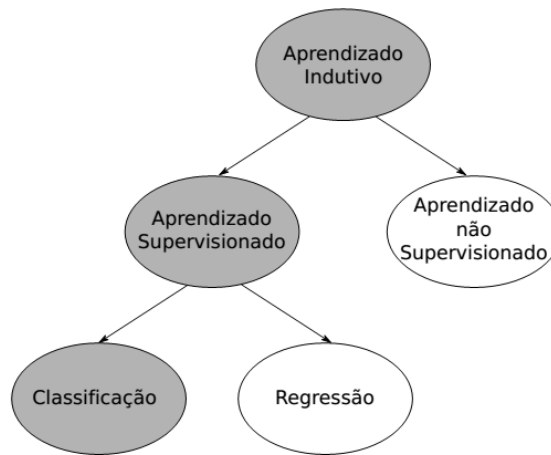 Aprendizado
Indutivo
Aprendizado
Supervisionado
Aprendizado
não
Supervisionado
Classificação
Regressão